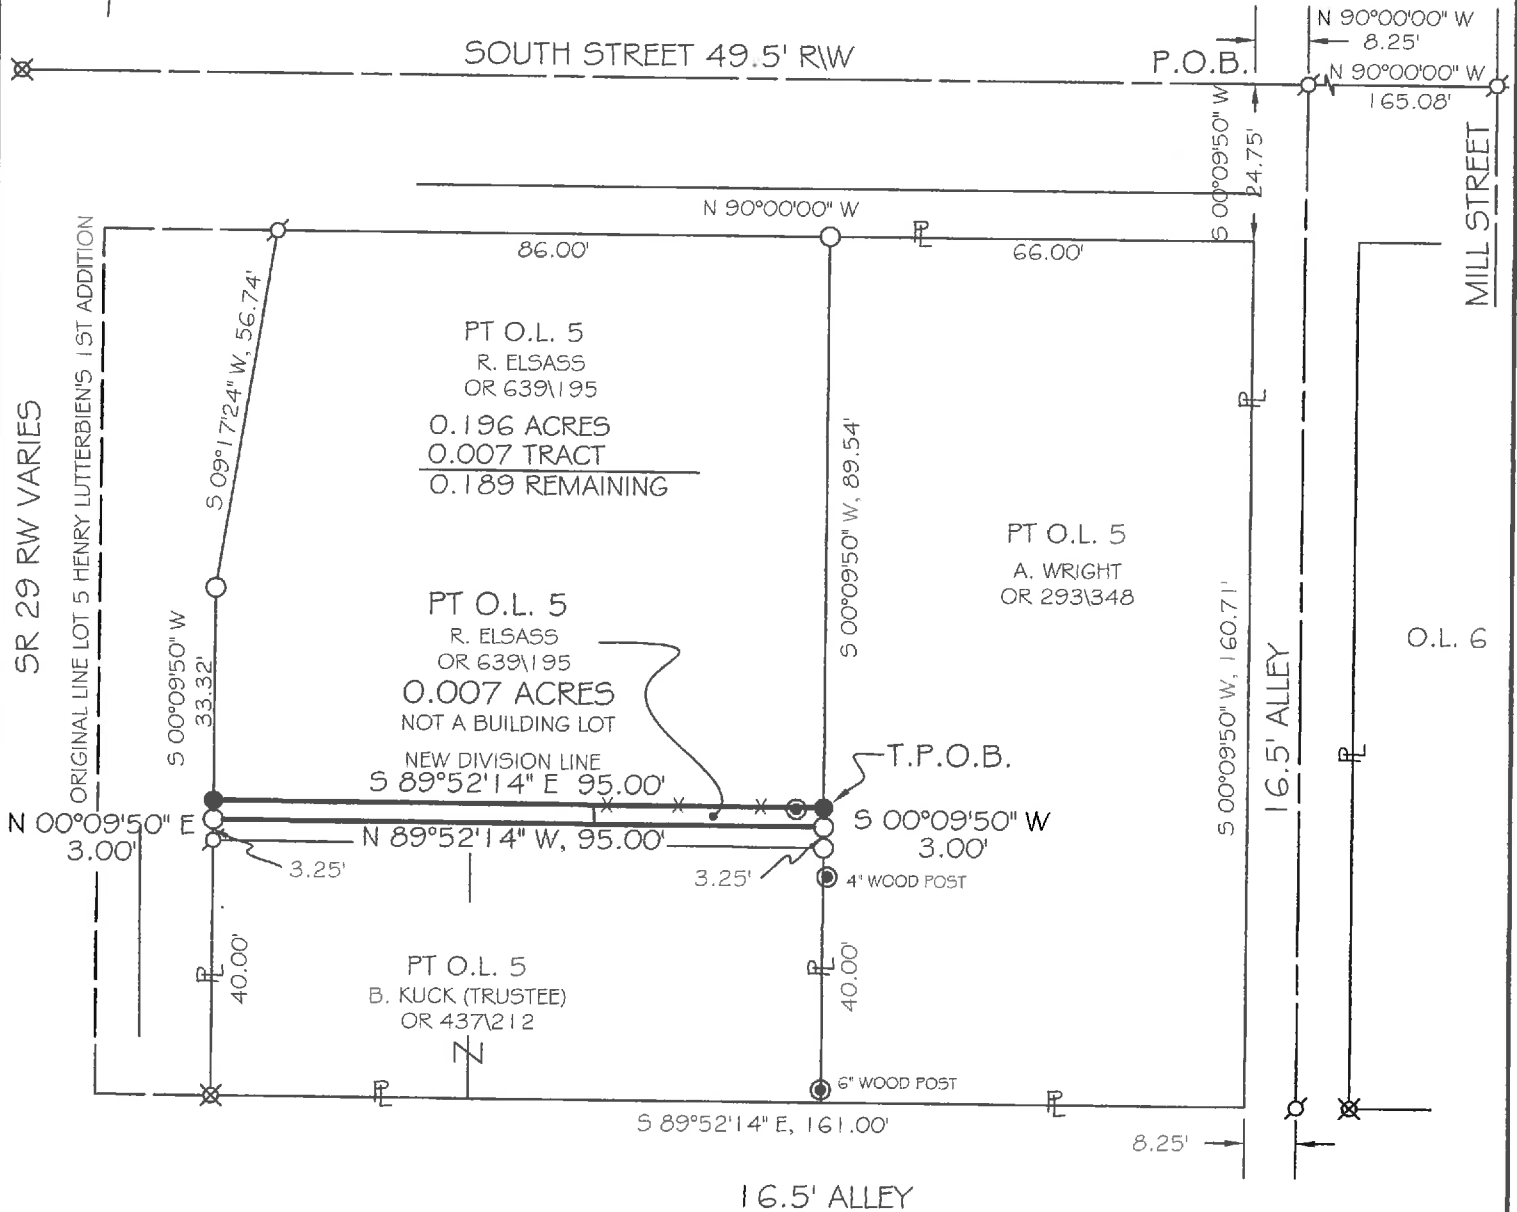 N 90°00'00" W
8.25'
SOUTH STREET 49.5' R\W
P.O.B.
N 90°00'00" W
165.08'
S 00°09'50" W
24.75'
MILL STREET
N 90°00'00" W
86.00'
66.00'
PL
ORIGINAL LINE LOT 5 HENRY LUTTERBIEN'S 1ST ADDITION
S 09°17'24" W, 56.74'
PT O.L. 5
R. ELSASS
OR 639\195
0.196 ACRES
0.007 TRACT
0.189 REMAINING
SR 29 RW VARIES
S 00°09'50" W, 89.54'
PL
PT O.L. 5
A. WRIGHT
OR 293\348
S 00°09'50" W, 160.71'
16.5' ALLEY
O.L. 6
PL
S 00°09'50" W
33.32'
PT O.L. 5
R. ELSASS
OR 639\195
0.007 ACRES
NOT A BUILDING LOT
NEW DIVISION LINE
S 89°52'14" E 95.00'
T.P.O.B.
X X X
N 00°09'50" E
3.00'
N 89°52'14" W, 95.00'
S 00°09'50" W
3.00'
3.25'
3.25'
4" WOOD POST
PL
40.00'
PT O.L. 5
B. KUCK (TRUSTEE)
OR 437\212
N
PL
40.00'
6" WOOD POST
PL
PL
S 89°52'14" E, 161.00'
8.25'
16.5' ALLEY